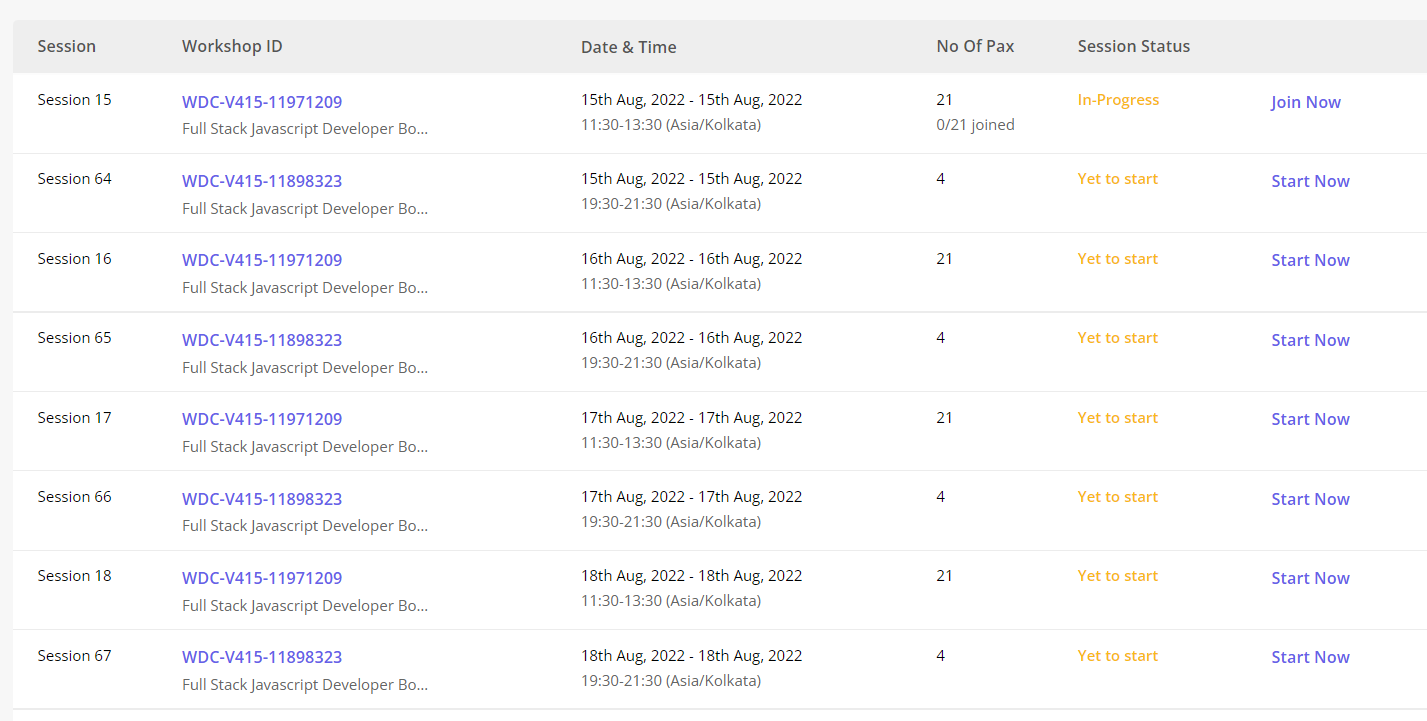 Session Workshop ID Date & Time No Of Pax Session Status
Session 15 WDC-V415-11971209 15th Aug, 2022 - 15th Aug, 2022 21 In-Progress Join Now
Full Stack Javascript Developer Bo... 11:30-13:30 (Asia/Kolkata) 0/21 joined
Session 64 WDC-V415-11898323 15th Aug, 2022 - 15th Aug, 2022 4 Yet to start Start Now
Full Stack Javascript Developer Bo... 19:30-21:30 (Asia/Kolkata)
Session 16 WDC-V415-11971209 16th Aug, 2022 - 16th Aug, 2022 21 Yet to start Start Now
Full Stack Javascript Developer Bo... 11:30-13:30 (Asia/Kolkata)
Session 65 WDC-V415-11898323 16th Aug, 2022 - 16th Aug, 2022 4 Yet to start Start Now
Full Stack Javascript Developer Bo... 19:30-21:30 (Asia/Kolkata)
Session 17 WDC-V415-11971209 17th Aug, 2022 - 17th Aug, 2022 21 Yet to start Start Now
Full Stack Javascript Developer Bo... 11:30-13:30 (Asia/Kolkata)
Session 66 WDC-V415-11898323 17th Aug, 2022 - 17th Aug, 2022 4 Yet to start Start Now
Full Stack Javascript Developer Bo... 19:30-21:30 (Asia/Kolkata)
Session 18 WDC-V415-11971209 18th Aug, 2022 - 18th Aug, 2022 21 Yet to start Start Now
Full Stack Javascript Developer Bo... 11:30-13:30 (Asia/Kolkata)
Session 67 WDC-V415-11898323 18th Aug, 2022 - 18th Aug, 2022 4 Yet to start Start Now
Full Stack Javascript Developer Bo... 19:30-21:30 (Asia/Kolkata)